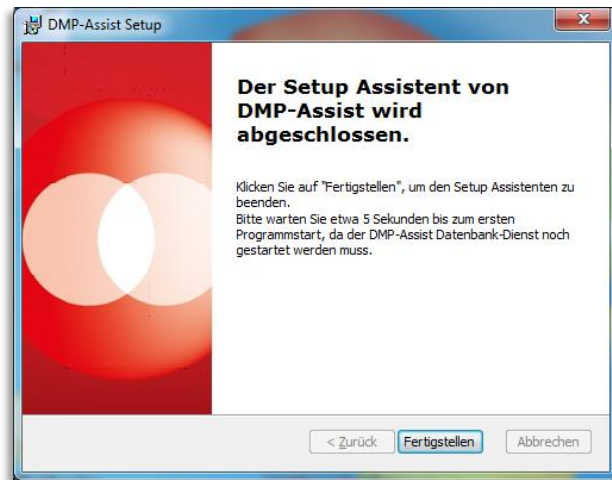 DMP-Assist Setup
Der Setup Assistent von
DMP-Assist wird
abgeschlossen.
Klicken Sie auf "Fertigstellen", um den Setup Assistenten zu
beenden.
Bitte warten Sie etwa 5 Sekunden bis zum ersten
Programmstart, da der DMP-Assist Datenbank-Dienst noch
gestartet werden muss.
< Zurück Fertigstellen Abbrechen